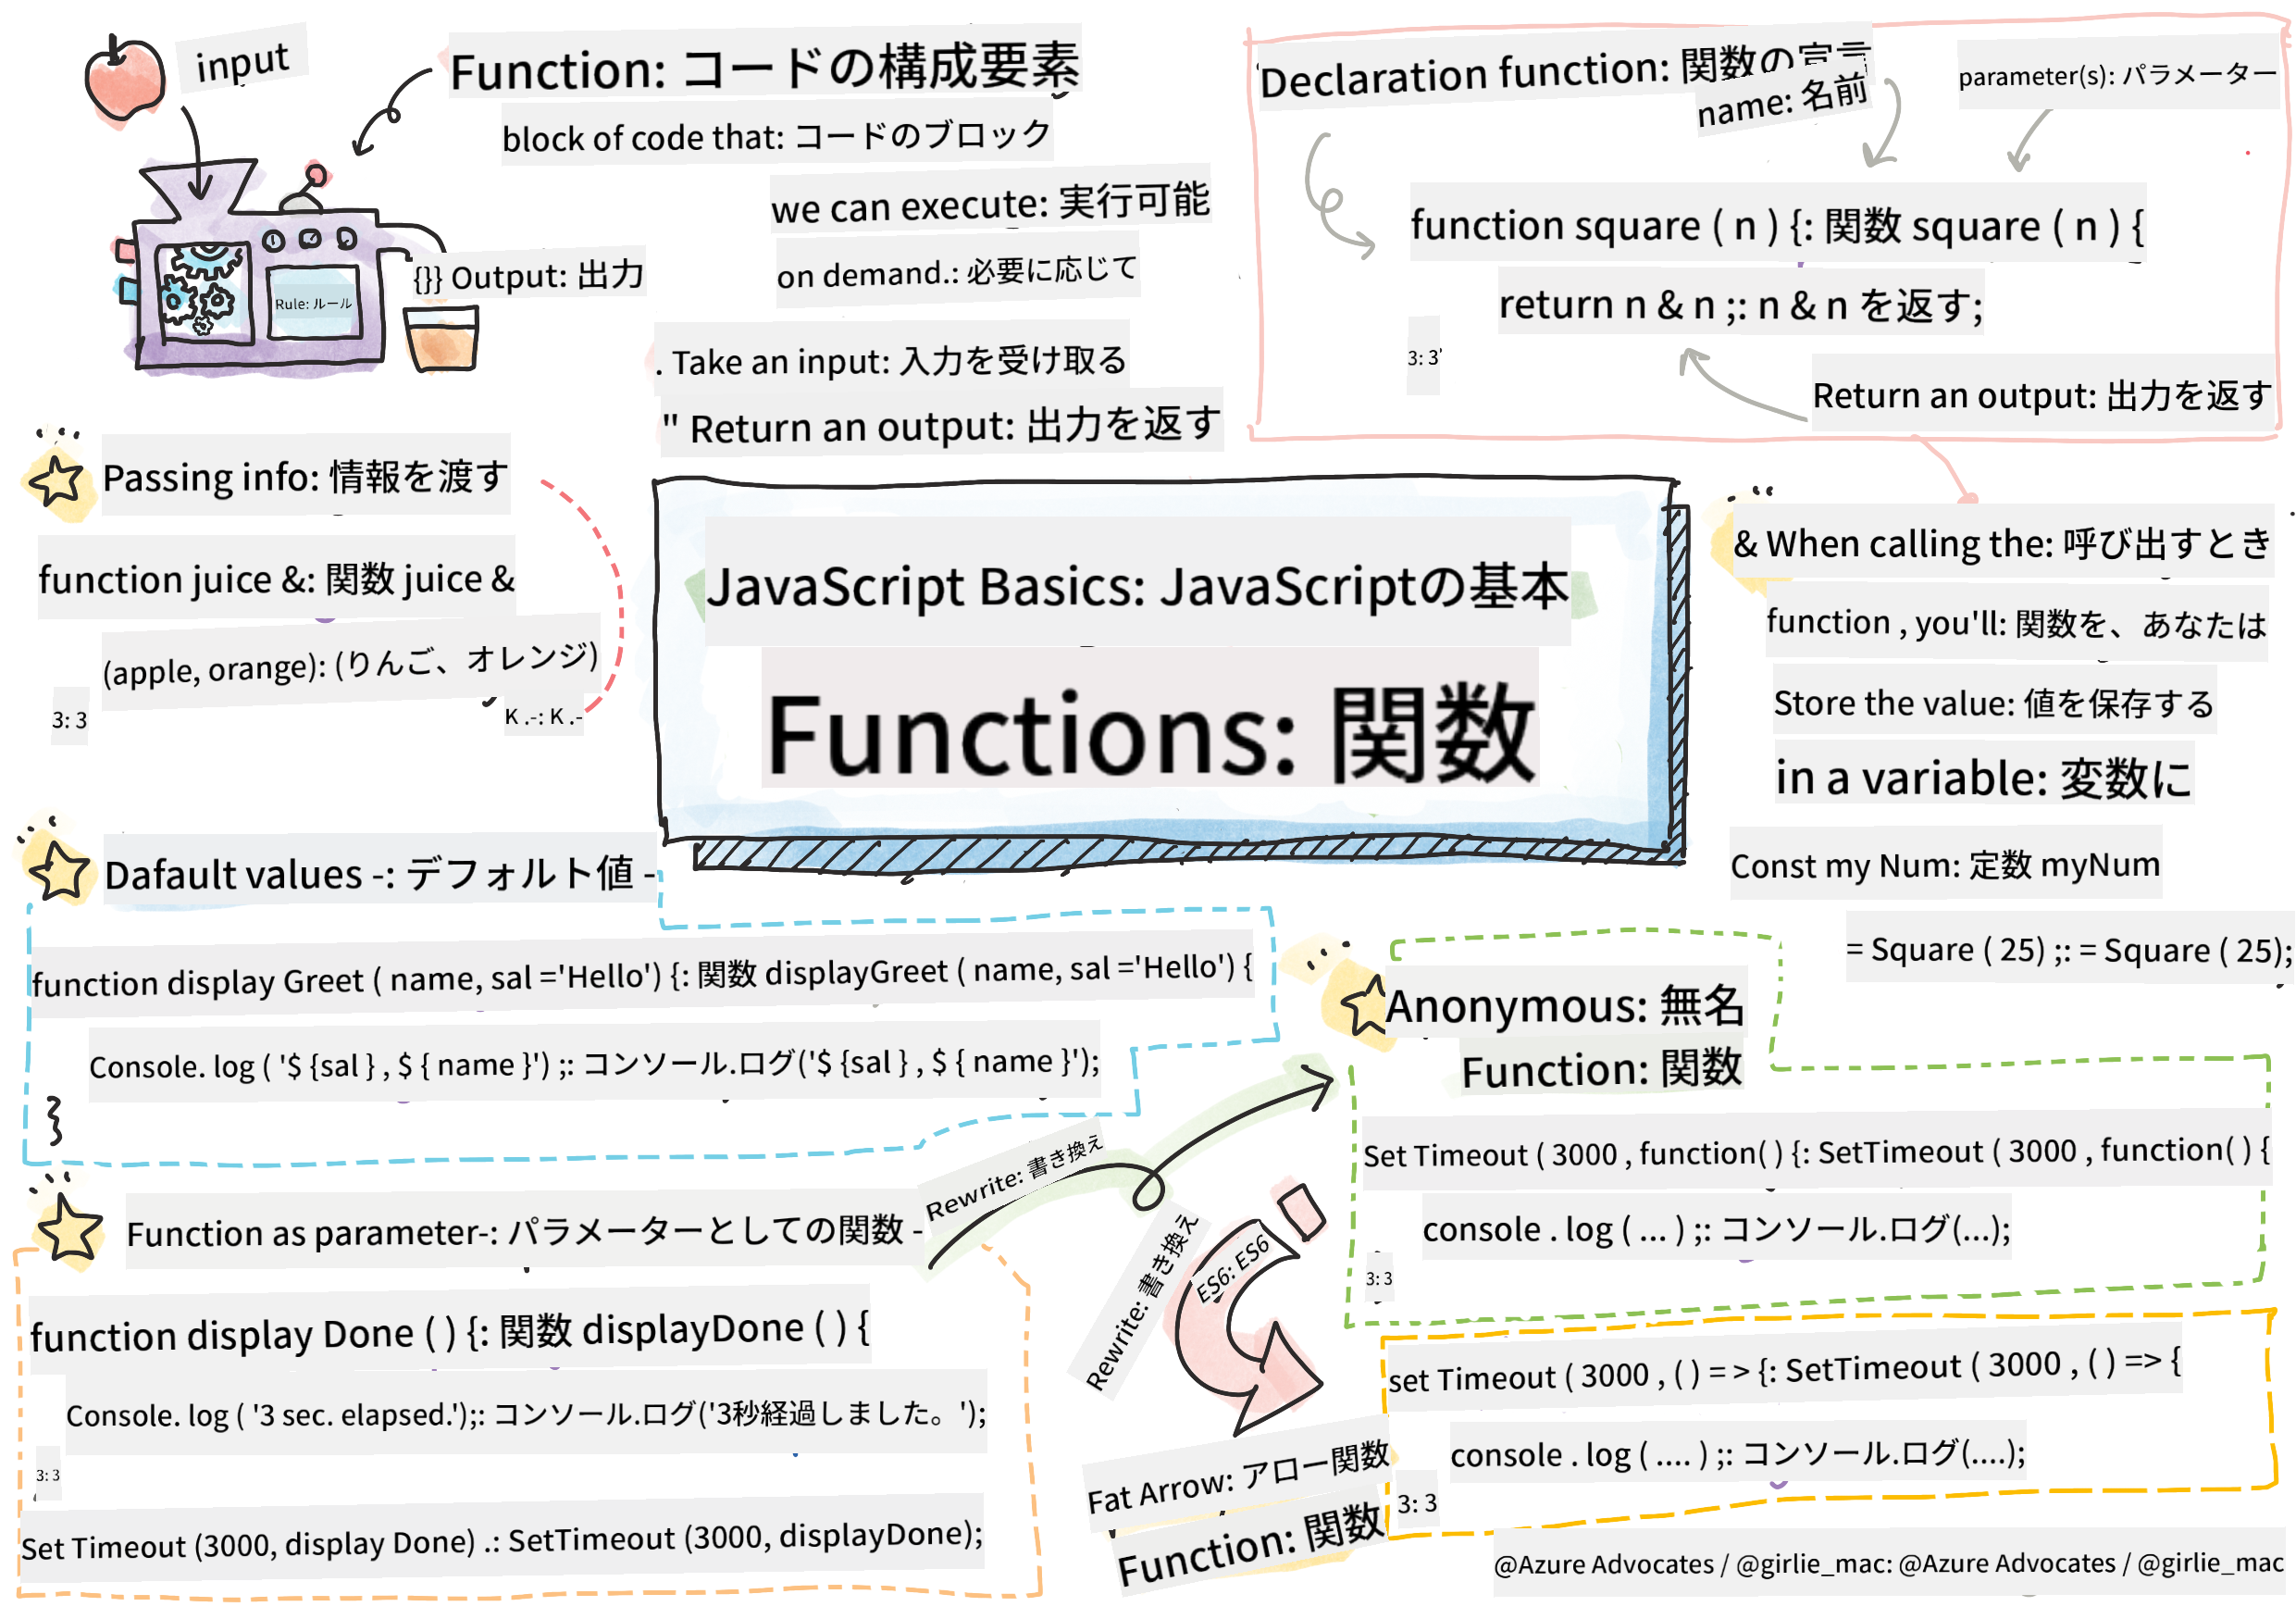 input
Function: コードの構成要素
block of code that: コードのブロック
we can execute: 実行可能
on demand.: 必要に応じて
{}} Output: 出力
Rule: ルール
. Take an input: 入力を受け取る
" Return an output: 出力を返す
Declaration function: 関数の宣言
name: 名前
parameter(s): パラメーター
function square ( n ) {: 関数 square ( n ) {
return n & n ;: n & n を返す;
3: 3'
Return an output: 出力を返す
Passing info: 情報を渡す
function juice &: 関数 juice &
(apple, orange): (りんご、オレンジ)
3: 3
K .-: K .-
JavaScript Basics: JavaScriptの基本
Functions: 関数
& When calling the: 呼び出すとき
function , you'll: 関数を、あなたは
Store the value: 値を保存する
in a variable: 変数に
Const my Num: 定数 myNum
= Square ( 25) ;: = Square ( 25);
Dafault values -: デフォルト値 -
function display Greet ( name, sal ='Hello') {: 関数 displayGreet ( name, sal ='Hello') {
Console. log ( '$ {sal } , $ { name }') ;: コンソール.ログ('$ {sal } , $ { name }');
}
Function as parameter-: パラメーターとしての関数 -
function display Done ( ) {: 関数 displayDone ( ) {
Console. log ( '3 sec. elapsed.');: コンソール.ログ('3秒経過しました。');
3: 3
Set Timeout (3000, display Done) .: SetTimeout (3000, displayDone);
Rewrite: 書き換え
Rewrite: 書き換え
ES6: ES6
Anonymous: 無名
Function: 関数
Set Timeout ( 3000 , function( ) {: SetTimeout ( 3000 , function( ) {
console . log ( ... ) ;: コンソール.ログ(...);
3: 3
Fat Arrow: アロー関数
Function: 関数
set Timeout ( 3000 , ( ) = > {: SetTimeout ( 3000 , ( ) => {
console . log ( .... ) ;: コンソール.ログ(....);
3: 3
@Azure Advocates / @girlie_mac: @Azure Advocates / @girlie_mac